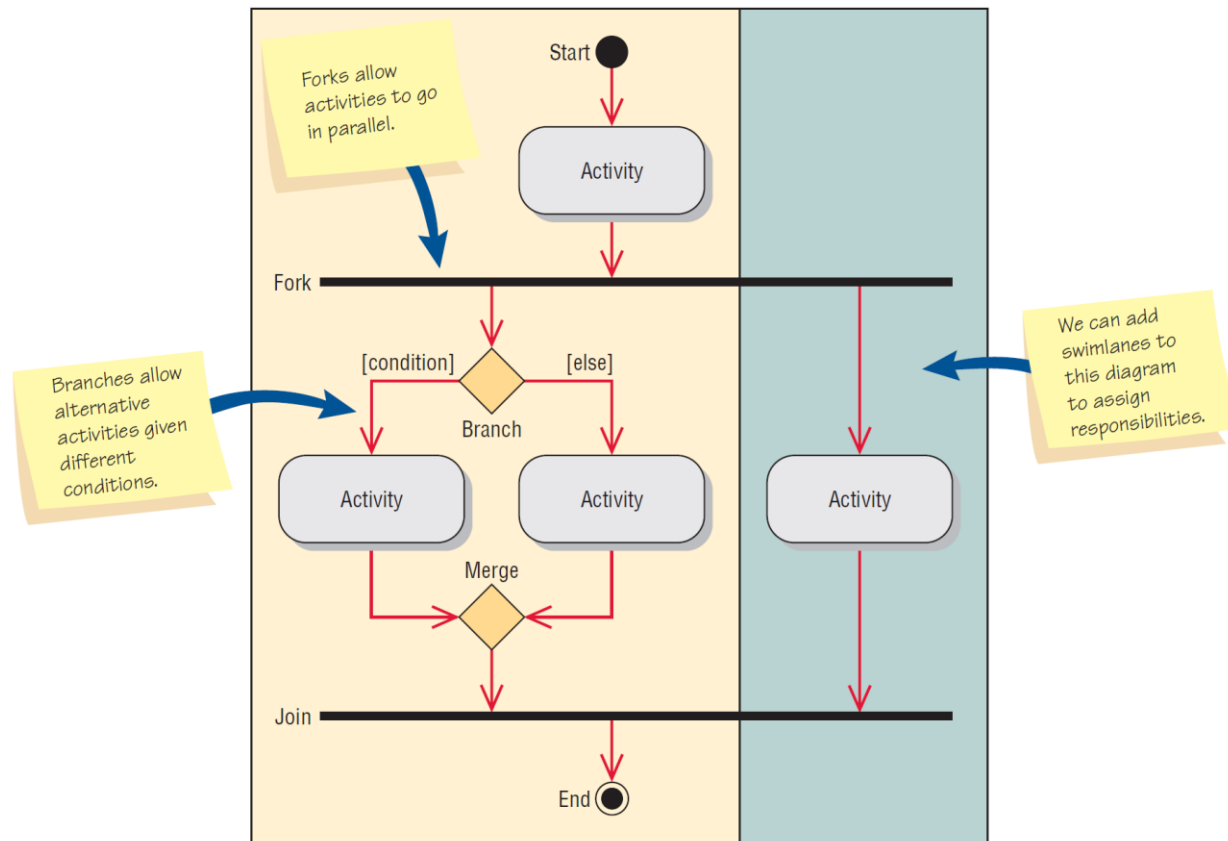 Start
Forks allow
activities to go
in parallel.
Activity
Fork
We can add
swimlanes to
this diagram
to assign
responsibilities.
[condition]
[else]
Branches allow
alternative
activities given
different
conditions.
Branch
Activity
Activity
Activity
Merge
Join
End